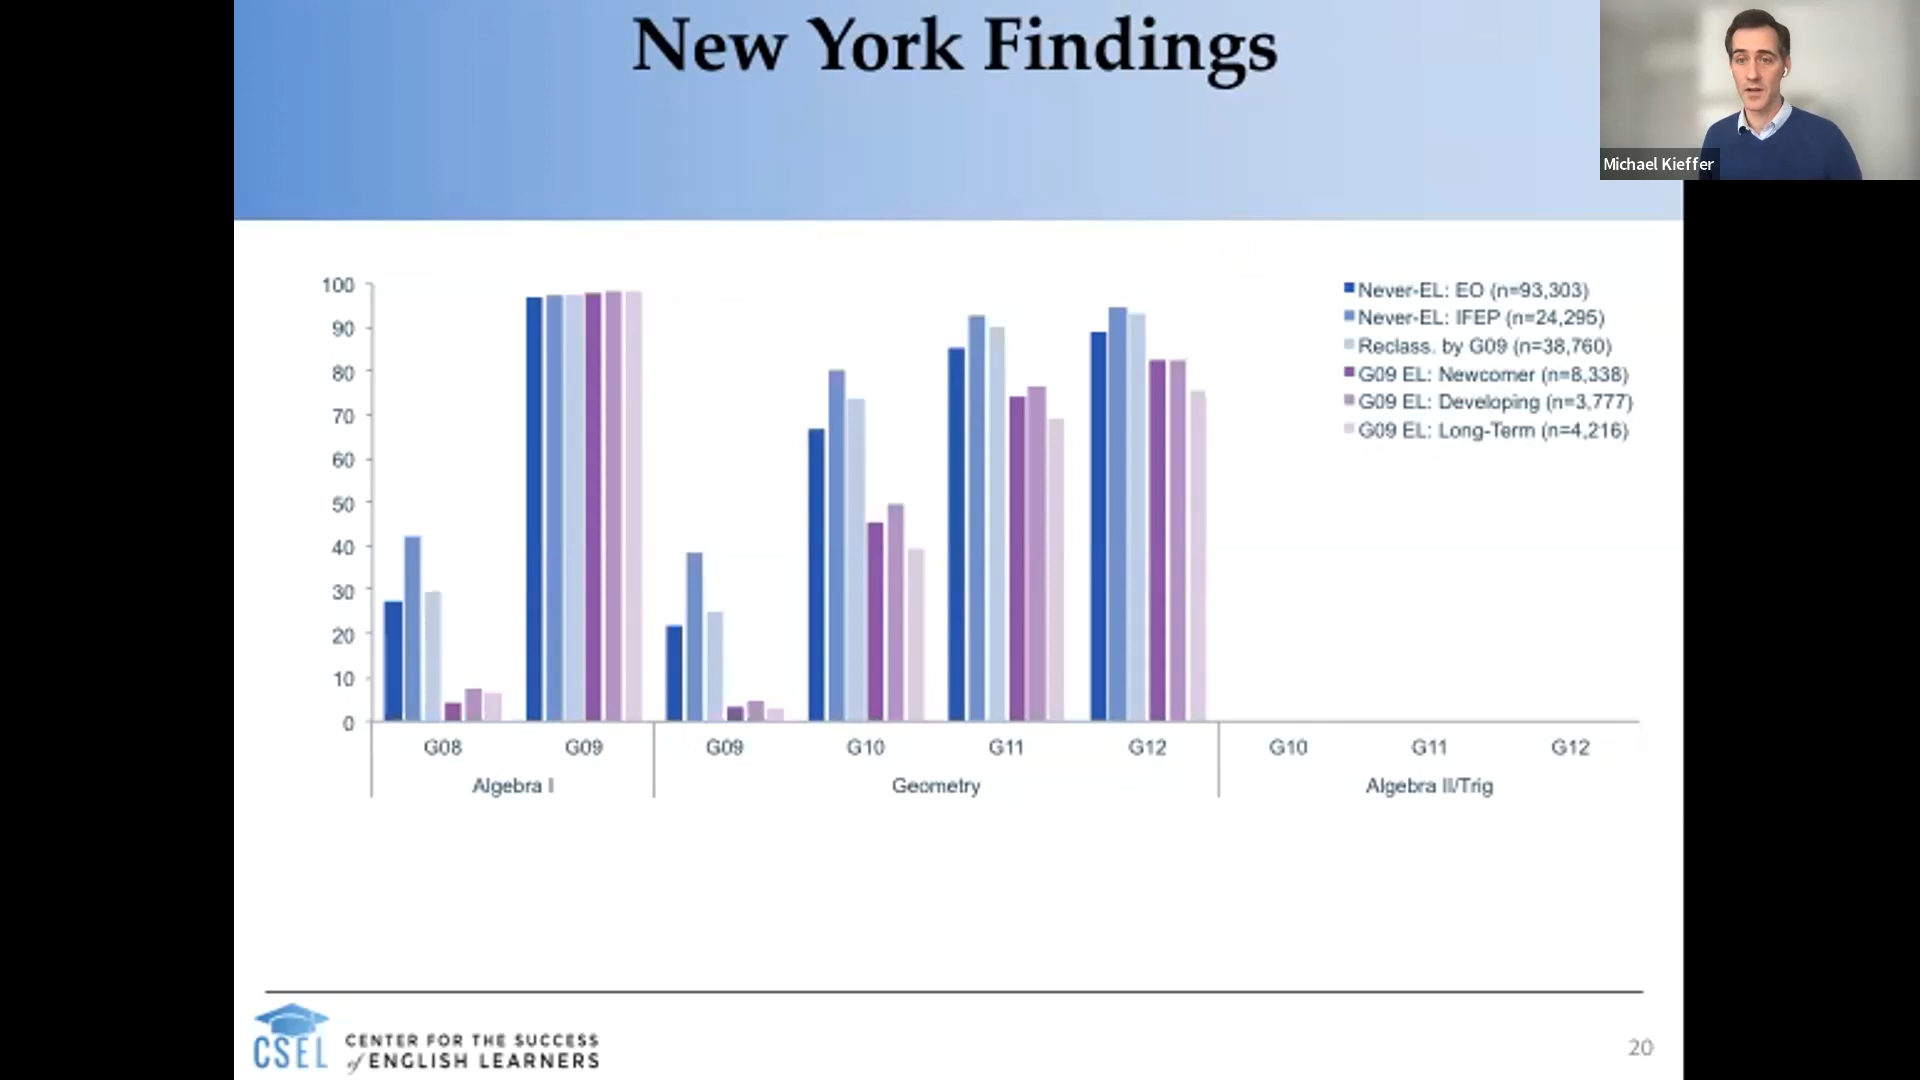 New York Findings
Michael Kieffer
100
90
80
70
60
50
40
30
20
10
0
Never-EL: EO (n=93,303)
Never-EL: IFEP (n=24,295)
Reclass. by G09 (n=38,760)
G09 EL: Newcomer (n=8,338)
G09 EL: Developing (n=3,777)
G09 EL: Long-Term (n=4,216)
G08 G09 G09 G10 G11 G12 G10 G11 G12
Algebra I Geometry Algebra II/Trig
CSEL
CENTER FOR THE SUCCESS
of ENGLISH LEARNERS
20